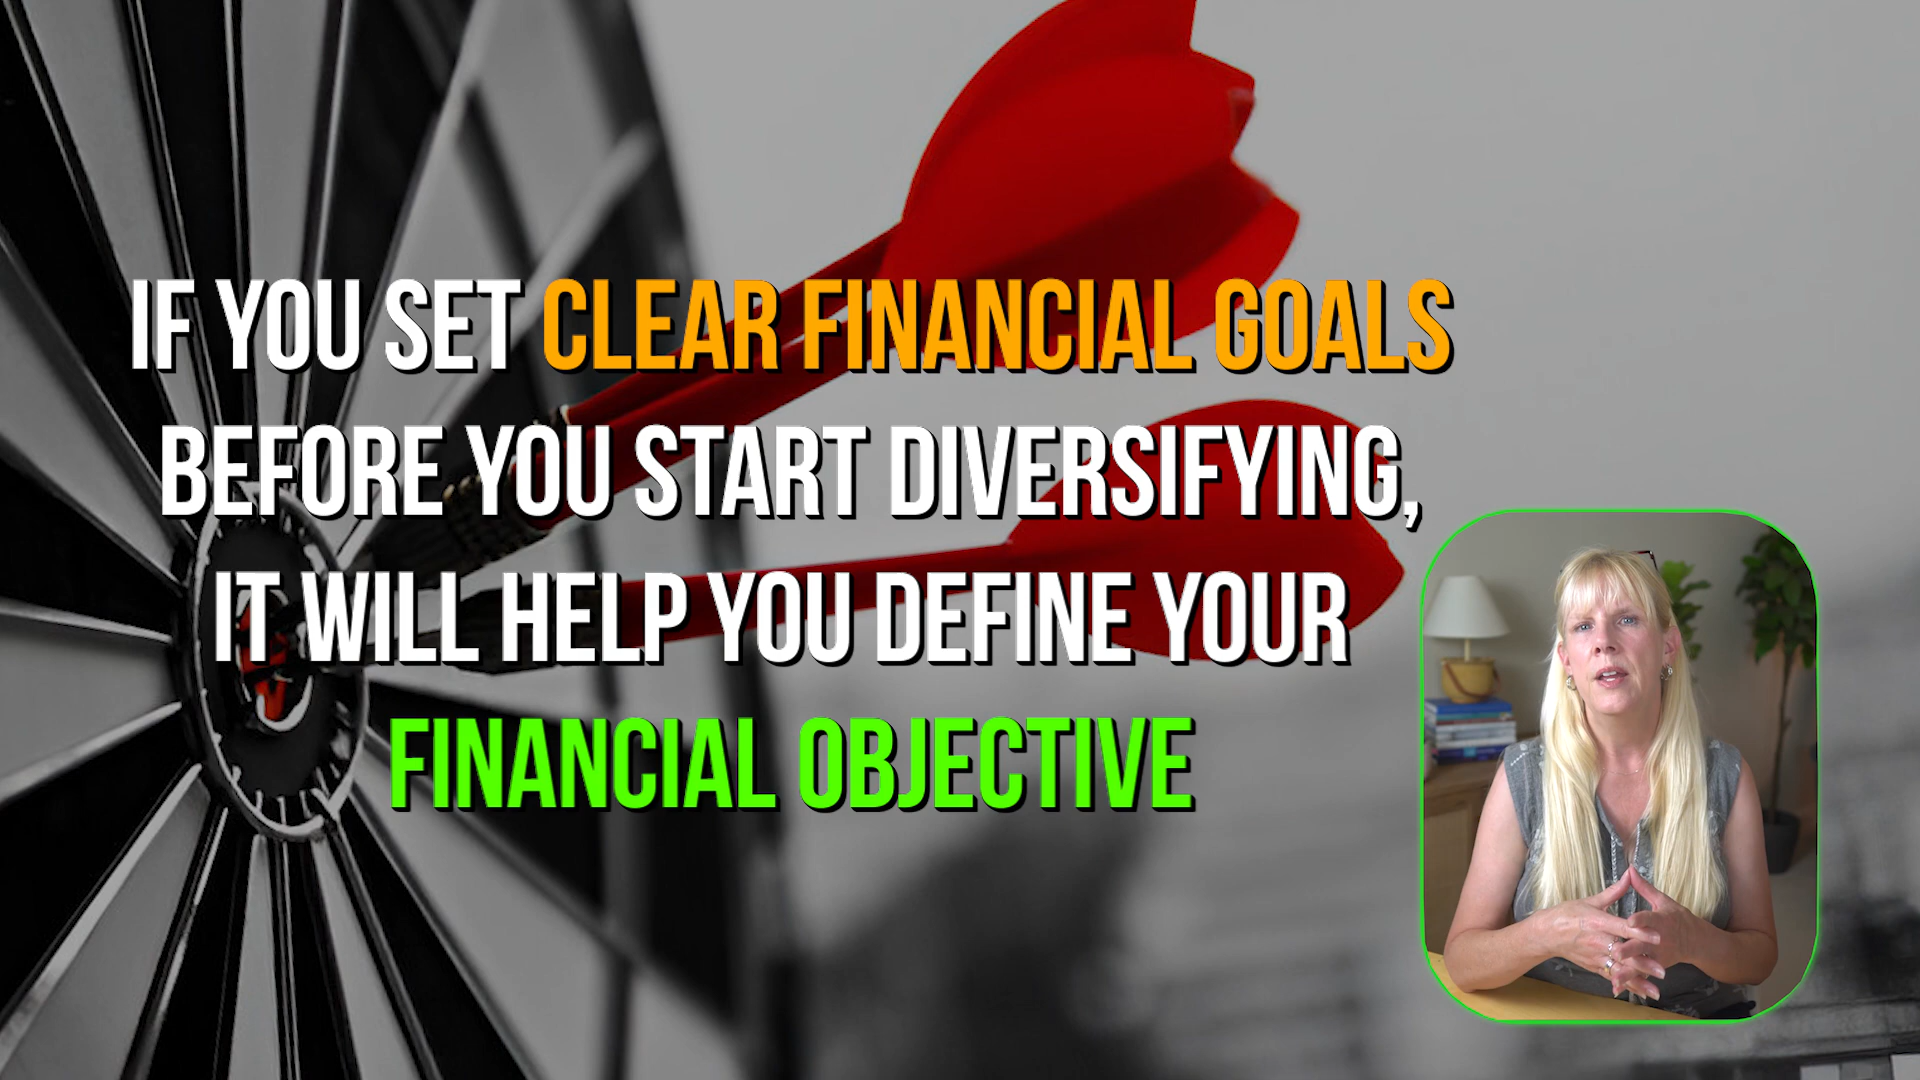 IF YOU SET CLEAR FINANCIAL GOALS
BEFORE YOU START DIVERSIFYING,
IT WILL HELP YOU DEFINE YOUR
FINANCIAL OBJECTIVE